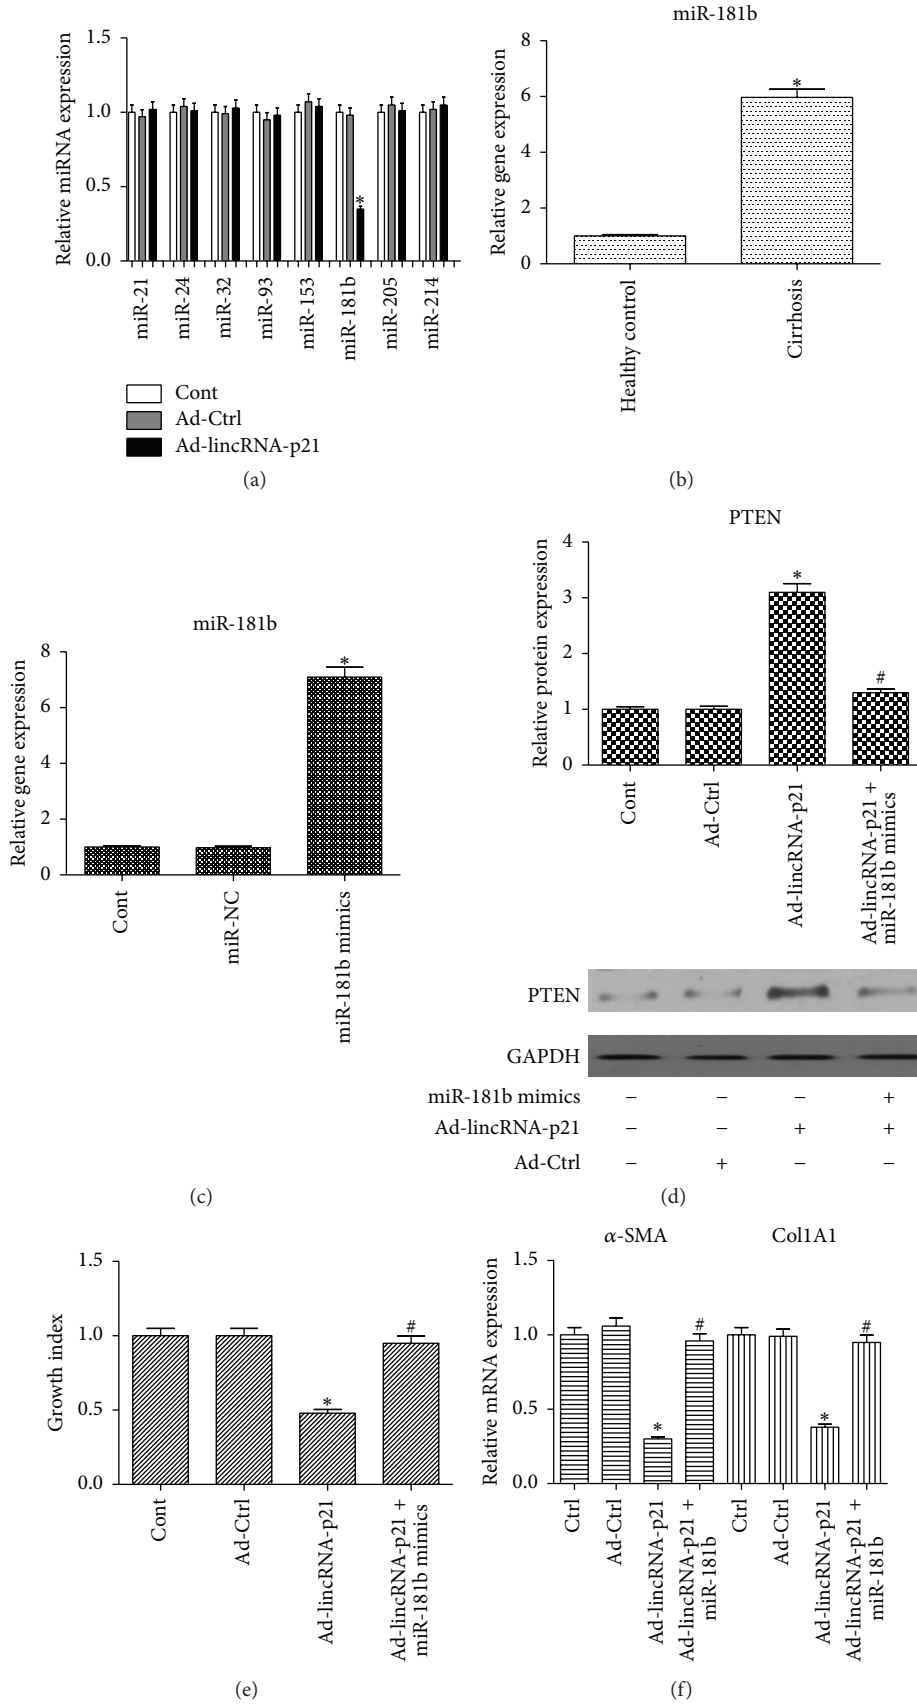 1.5
1.0
0.5
0.0
Relative miRNA expression
*
miR-21
miR-24
miR-32
miR-93
miR-153
miR-181b
miR-205
miR-214
Cont
Ad-Ctrl
Ad-lincRNA-p21
(a)
miR-181b
8
6
4
2
0
Relative gene expression
*
Healthy control
Cirrhosis
(b)
miR-181b
8
6
4
2
0
Relative gene expression
*
Cont
miR-NC
miR-181b mimics
(c)
PTEN
4
3
2
1
0
Relative protein expression
*
#
Cont
Ad-Ctrl
Ad-lincRNA-p21
Ad-lincRNA-p21 +
miR-181b mimics
PTEN
GAPDH
miR-181b mimics − − − +
Ad-lincRNA-p21 − − + +
Ad-Ctrl − + − −
(d)
1.5
1.0
0.5
0.0
Growth index
*
#
Cont
Ad-Ctrl
Ad-lincRNA-p21
Ad-lincRNA-p21 +
miR-181b mimics
(e)
α-SMA Col1A1
1.5
1.0
0.5
0.0
Relative mRNA expression
*
#
*
#
Ctrl
Ad-Ctrl
Ad-lincRNA-p21
Ad-lincRNA-p21 +
miR-181b
Ctrl
Ad-Ctrl
Ad-lincRNA-p21
Ad-lincRNA-p21 +
miR-181b
(f)